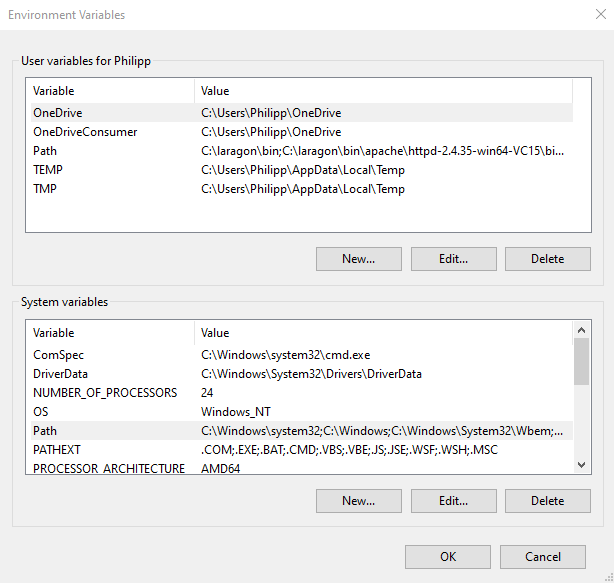 Environment Variables
User variables for Philipp
Variable Value
OneDrive C:\Users\Philipp\OneDrive
OneDriveConsumer C:\Users\Philipp\OneDrive
Path C:\laragon\bin;C:\laragon\bin\apache\httpd-2.4.35-win64-VC15\bi...
TEMP C:\Users\Philipp\AppData\Local\Temp
TMP C:\Users\Philipp\AppData\Local\Temp
New... Edit... Delete
System variables
Variable Value
ComSpec C:\Windows\system32\cmd.exe
DriverData C:\Windows\System32\Drivers\DriverData
NUMBER_OF_PROCESSORS 24
OS Windows_NT
Path C:\Windows\system32;C:\Windows;C:\Windows\System32\Wbem;...
PATHEXT .COM;.EXE;.BAT;.CMD;.VBS;.VBE;.JS;.JSE;.WSF;.WSH;.MSC
PROCESSOR_ARCHITECTURE AMD64
New... Edit... Delete
OK Cancel